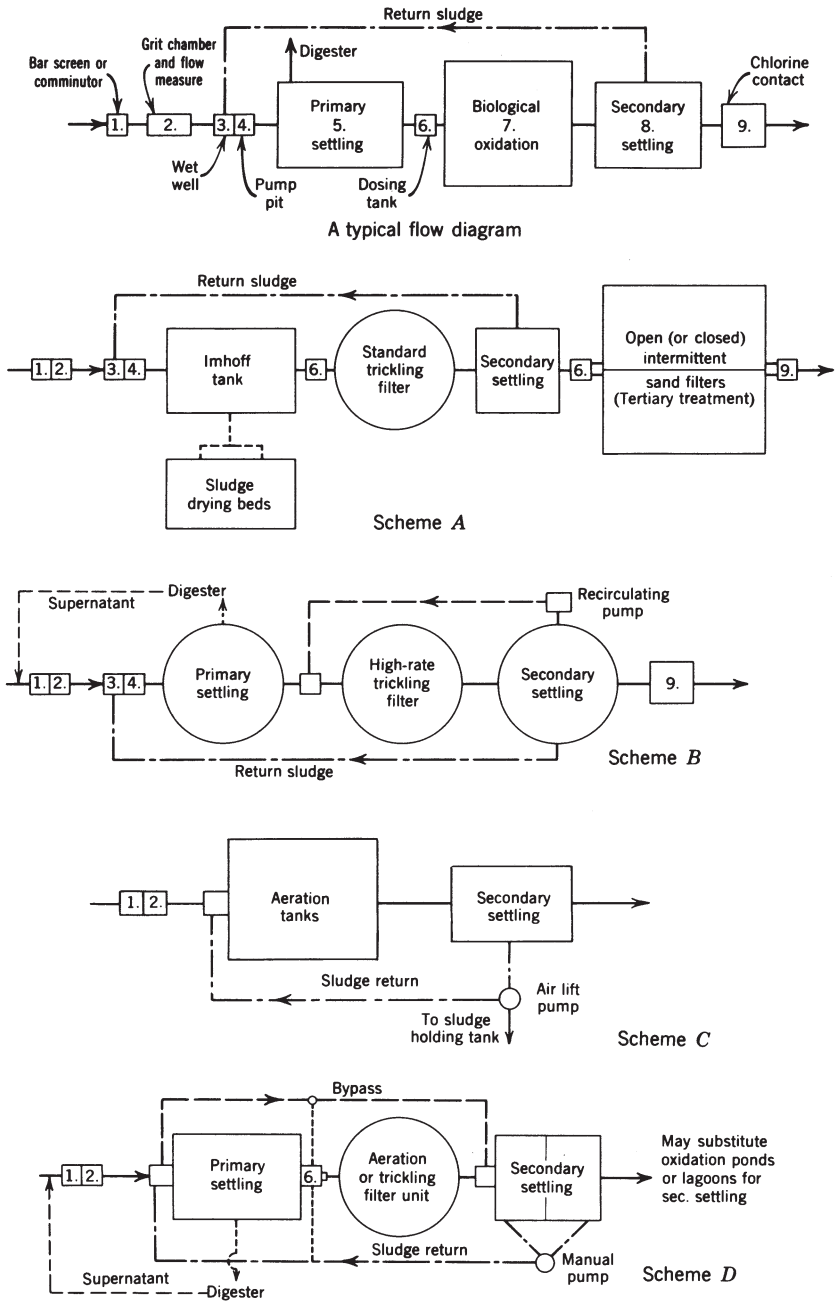 Return sludge
Bar screen or
comminutor
Grit chamber
and flow
measure
Digester
Chlorine
contact
1.
2.
3. 4.
Primary
5.
settling
6.
Biological
7.
oxidation
Secondary
8.
settling
9.
Wet
well
Pump
pit
Dosing
tank
A typical flow diagram
Return sludge
1. 2.
3. 4.
Imhoff
tank
6.
Standard
trickling
filter
Secondary
settling
6.
Open (or closed)
intermittent
sand filters
(Tertiary treatment)
9.
Sludge
drying beds
Scheme A
Digester
Supernatant
Recirculating
pump
1. 2.
3. 4.
Primary
settling
High-rate
trickling
filter
Secondary
settling
9.
Return sludge
Scheme B
1. 2.
Aeration
tanks
Secondary
settling
Sludge return
Air lift
pump
To sludge
holding tank
Scheme C
Bypass
1. 2.
Primary
settling
6.
Aeration
or trickling
filter unit
Secondary
settling
May substitute
oxidation ponds
or lagoons for
sec. settling
Sludge return
Manual
pump
Supernatant
Digester
Scheme D